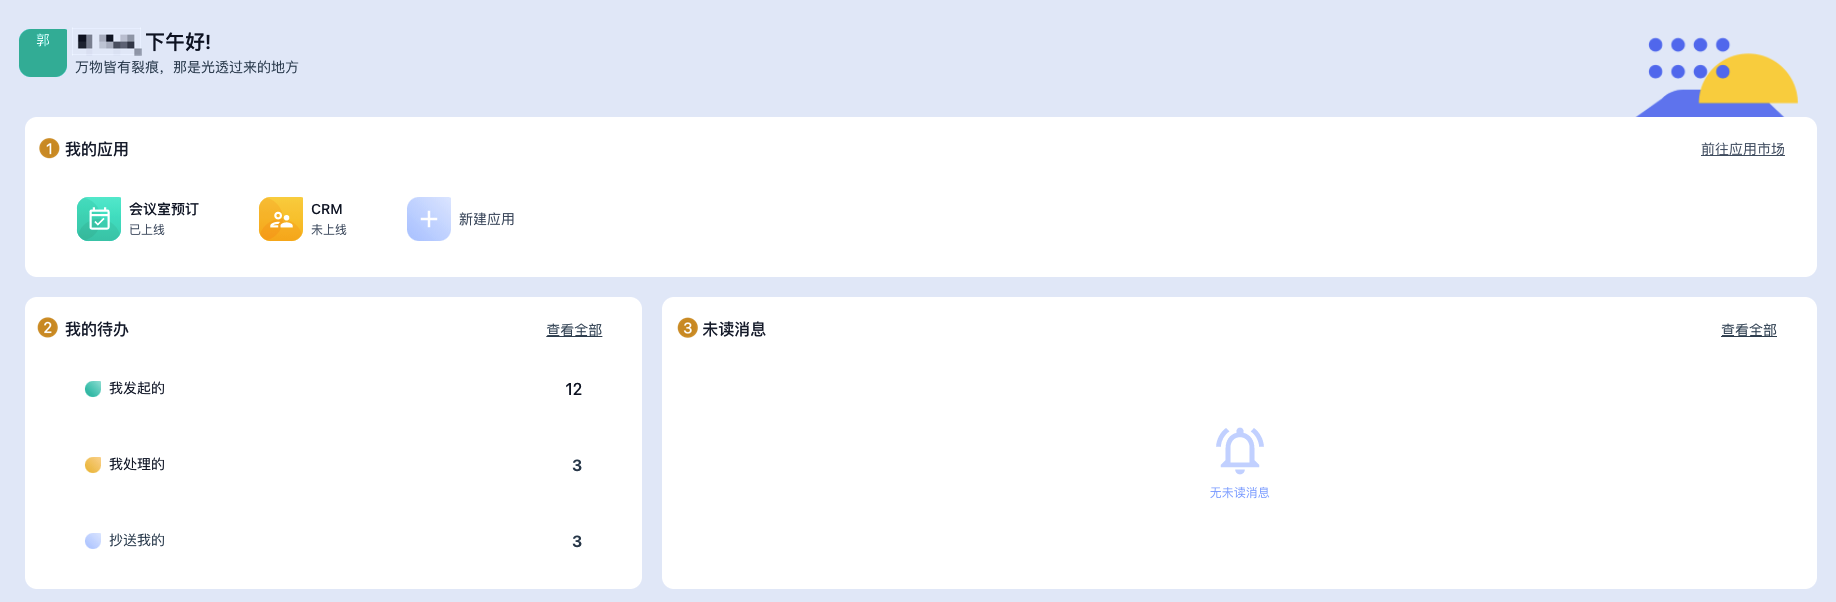 郭
下午好!
万物皆有裂痕，那是光透过来的地方
1 我的应用
前往应用市场
会议室预订
已上线
CRM
未上线
新建应用
2 我的待办
查看全部
我发起的 12
我处理的 3
抄送我的 3
3 未读消息
查看全部
无未读消息